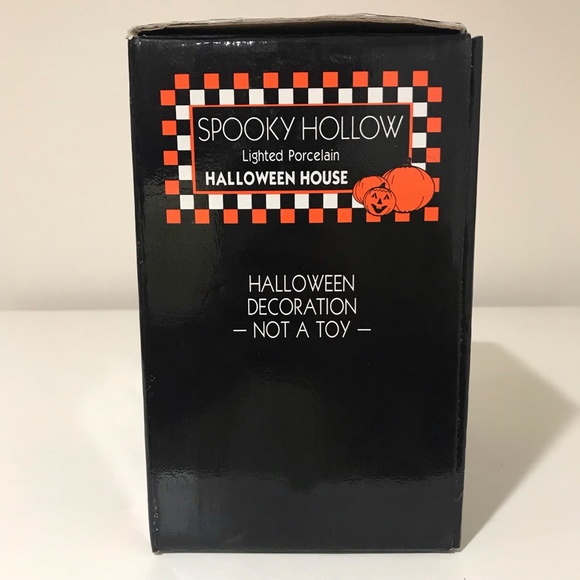 SPOOKY HOLLOW
Lighted Porcelain
HALLOWEEN HOUSE
HALLOWEEN
DECORATION
– NOT A TOY –